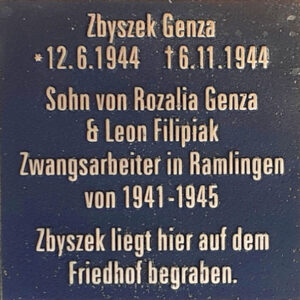 Zbyszek Genza
*12.6.1944 †6.11.1944
Sohn von Rozalia Genza
& Leon Filipiak
Zwangsarbeiter in Ramlingen
von 1941-1945
Zbyszek liegt hier auf dem
Friedhof begraben.